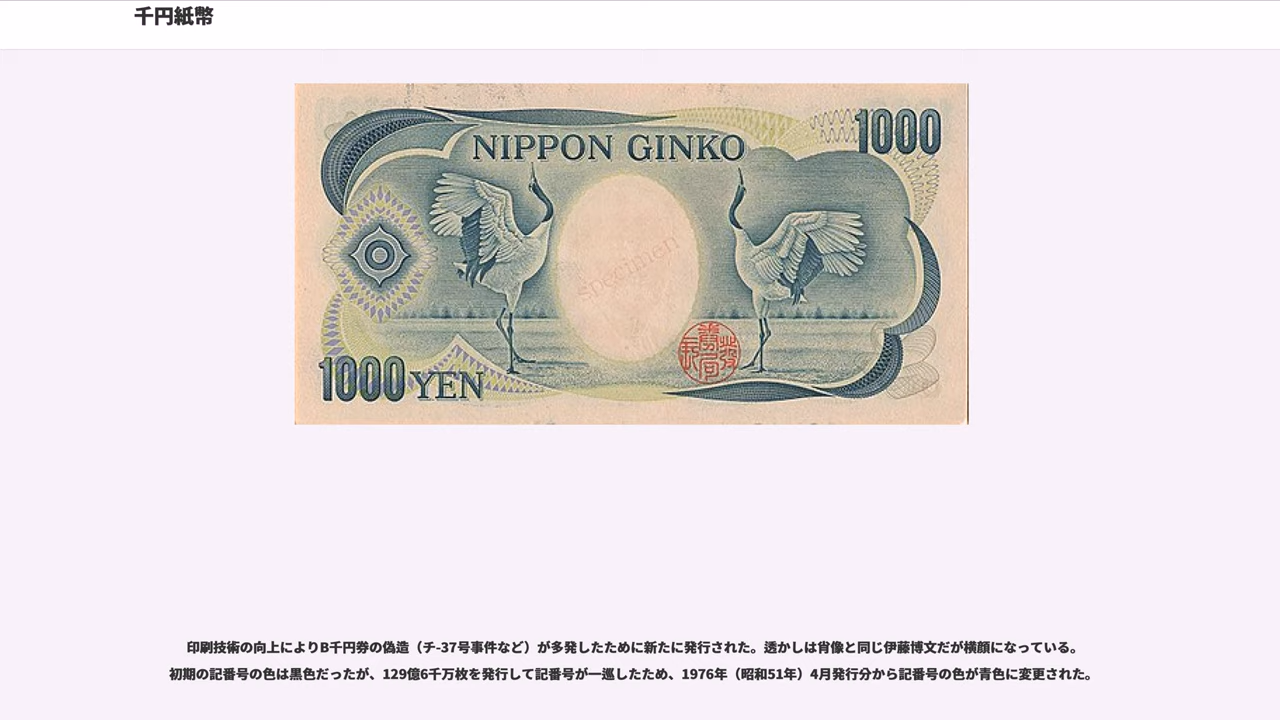 千円紙幣
1000
NIPPON GINKO
specimen
1000 YEN
印刷技術の向上によりB千円券の偽造（チ-37号事件など）が多発したために新たに発行された。透かしは肖像と同じ伊藤博文だが横顔になっている。
初期の記番号の色は黒色だったが、129億6千万枚を発行して記番号が一巡したため、1976年（昭和51年）4月発行分から記番号の色が青色に変更された。